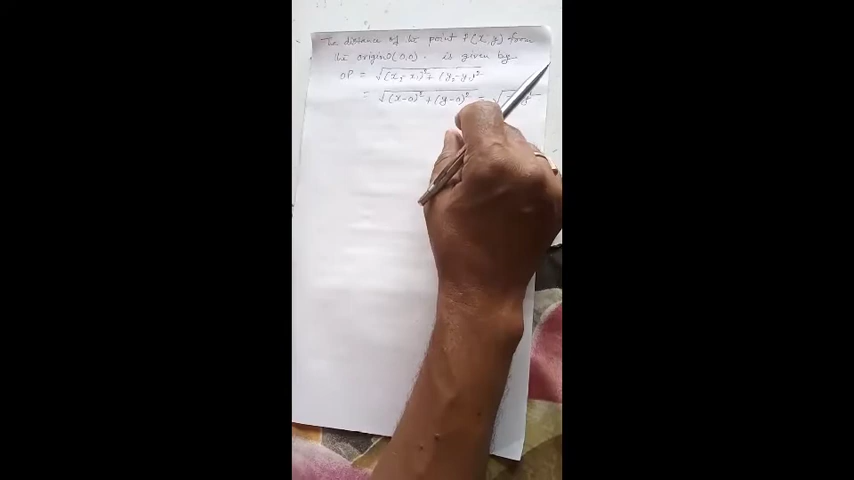 The distance of the point P(x, y) from
the origin O(0,0). is given by
OP = √(x₂-x₁)²+(y₂-y₁)²
= √(x-0)²+(y-0)² =